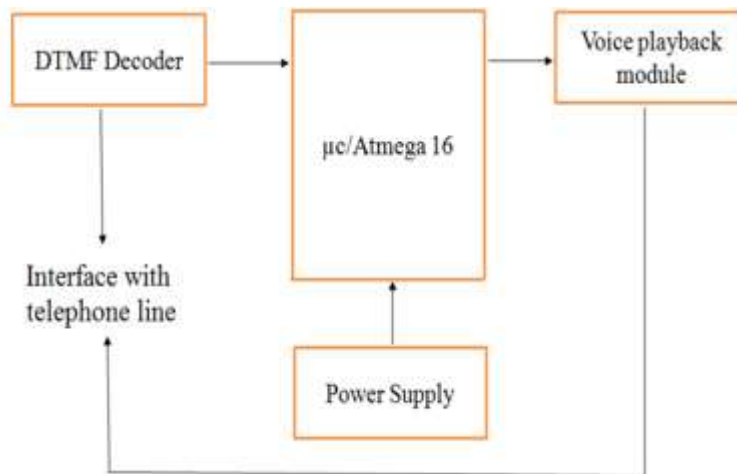 DTMF Decoder
µc/Atmega 16
Voice playback
module
Interface with
telephone line
Power Supply